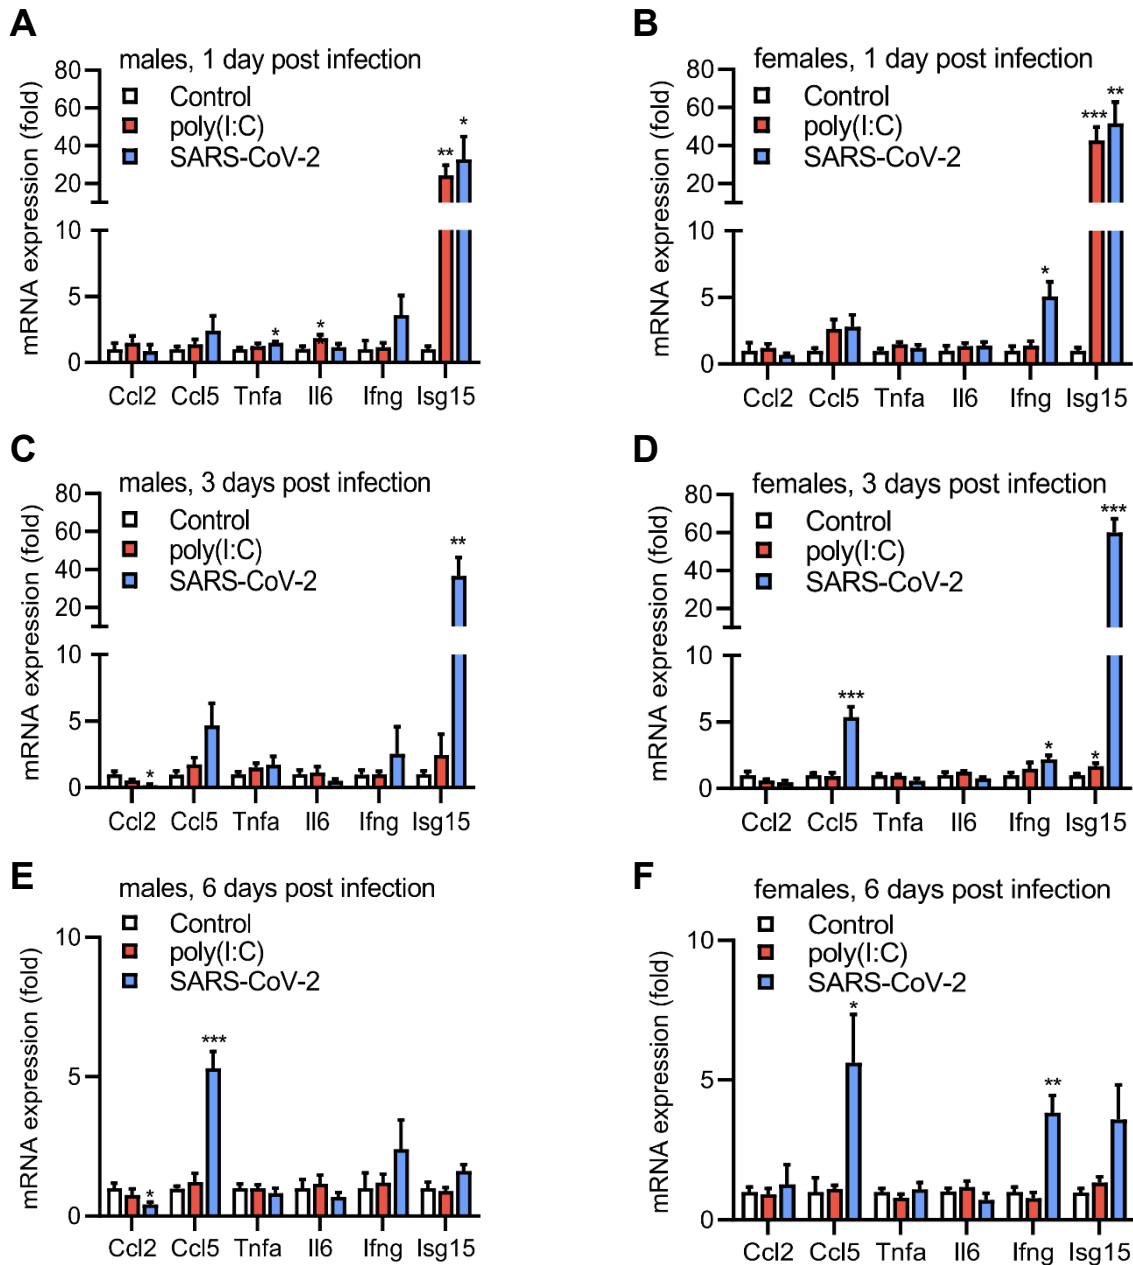 A
males, 1 day post infection
Control
poly(I:C)
SARS-CoV-2
mRNA expression (fold)
80
60
40
20
10
5
0
* ** * * *
Ccl2 Ccl5 Tnfa Il6 Ifng Isg15
B
females, 1 day post infection
Control
poly(I:C)
SARS-CoV-2
mRNA expression (fold)
80
60
40
20
10
5
0
* *** **
Ccl2 Ccl5 Tnfa Il6 Ifng Isg15
C
males, 3 days post infection
Control
poly(I:C)
SARS-CoV-2
mRNA expression (fold)
80
60
40
20
10
5
0
* **
Ccl2 Ccl5 Tnfa Il6 Ifng Isg15
D
females, 3 days post infection
Control
poly(I:C)
SARS-CoV-2
mRNA expression (fold)
80
60
40
20
10
5
0
*** * * ***
Ccl2 Ccl5 Tnfa Il6 Ifng Isg15
E
males, 6 days post infection
Control
poly(I:C)
SARS-CoV-2
mRNA expression (fold)
10
5
0
* ***
Ccl2 Ccl5 Tnfa Il6 Ifng Isg15
F
females, 6 days post infection
Control
poly(I:C)
SARS-CoV-2
mRNA expression (fold)
10
5
0
* **
Ccl2 Ccl5 Tnfa Il6 Ifng Isg15